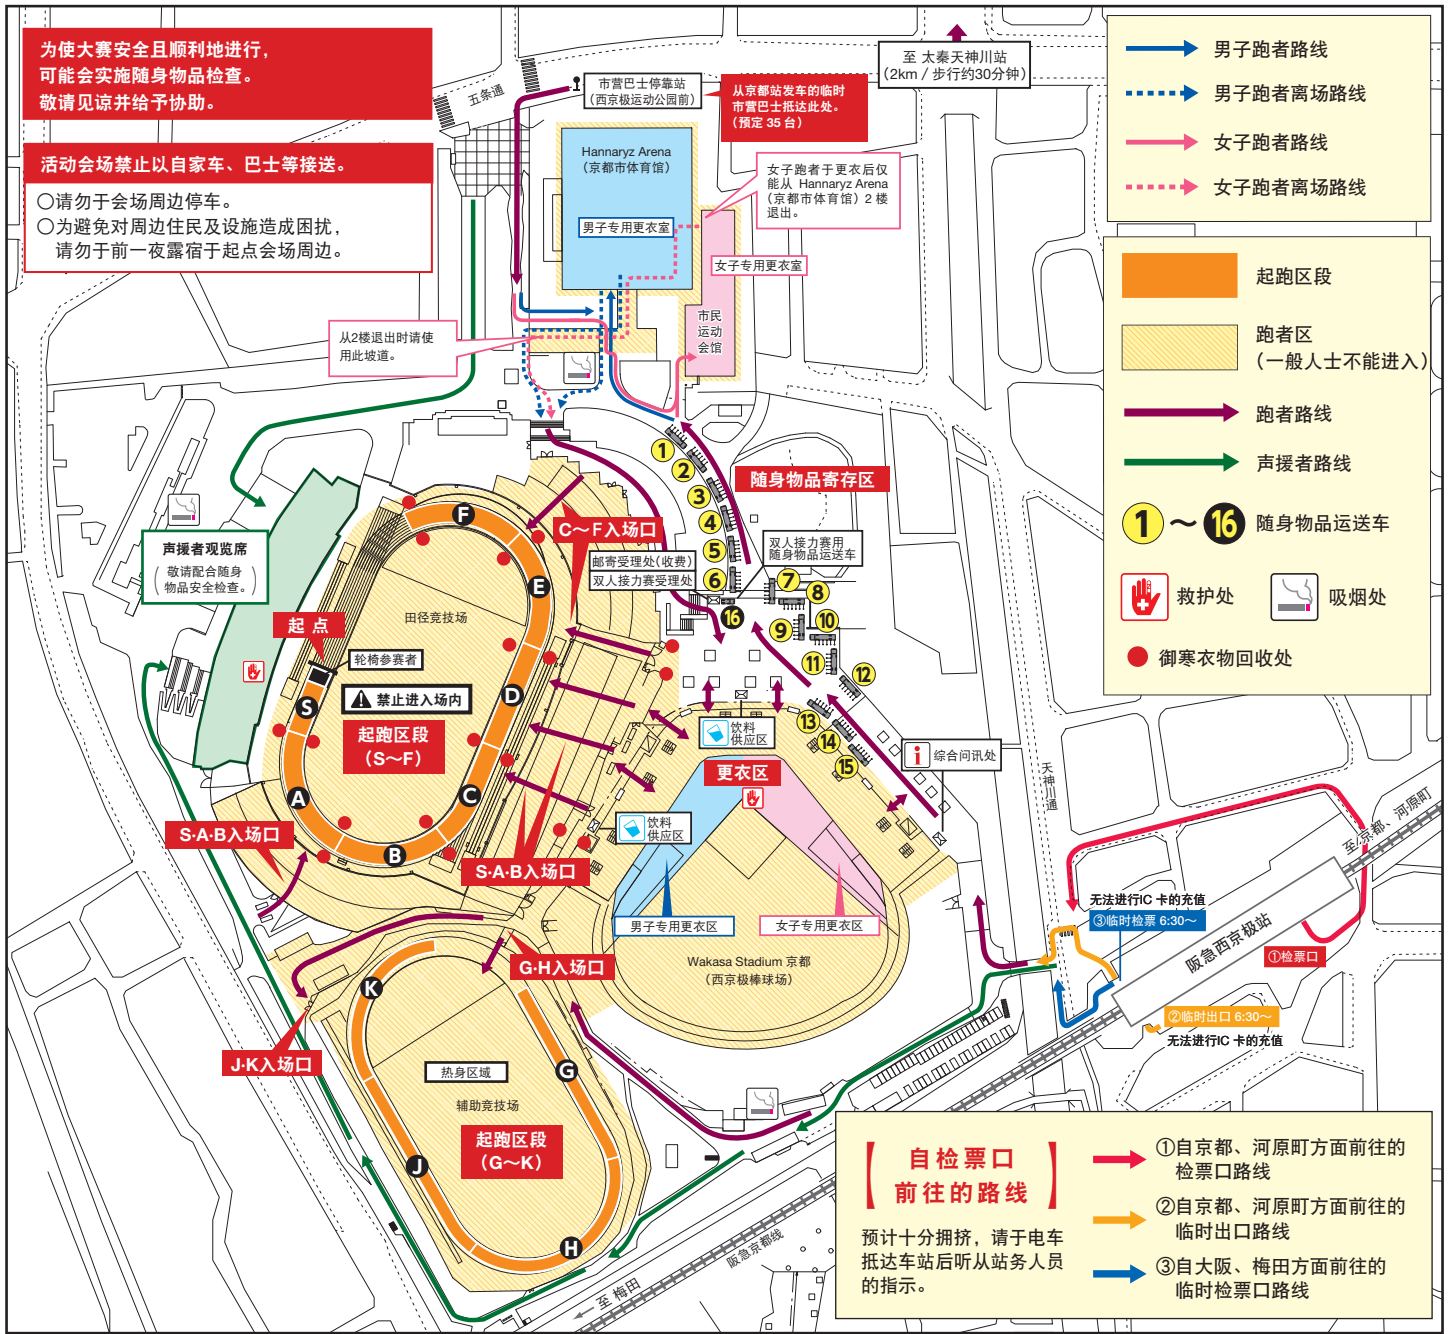 为使大赛安全且顺利地进行，
可能会实施随身物品检查。
敬请见谅并给予协助。
活动会场禁止以自家车、巴士等接送。
〇请勿于会场周边停车。
〇为避免对周边住民及设施造成困扰，
请勿于前一夜露宿于起点会场周边。
五条通
市营巴士停靠站
(西京极运动公园前)
从京都站发车的临时
市营巴士抵达此处。
（预定 35 台）
至 太秦天神川站
(2km / 步行约30分钟)
男子跑者路线
男子跑者离场路线
女子跑者路线
女子跑者离场路线
起跑区段
跑者区
（一般人士不能进入）
跑者路线
声援者路线
1～16 随身物品运送车
救护处
吸烟处
御寒衣物回收处
Hannaryz Arena
（京都市体育馆）
女子跑者于更衣后仅
能从 Hannaryz Arena
（京都市体育馆）2 楼
退出。
男子专用更衣室
女子专用更衣室
市民
运动
会馆
从2楼退出时请使
用此坡道。
1
2
3
4
5
6
7
8
9
10
11
12
13
14
15
16
随身物品寄存区
双人接力赛用
随身物品运送车
C～F入场口
邮寄受理处(收费)
双人接力赛受理处
声援者观览席
（敬请配合随身
物品安全检查。）
起点
轮椅参赛者
田径竞技场
禁止进入场内
起跑区段
（S～F）
F
E
D
C
B
A
S
S·A·B入场口
S·A·B入场口
饮料
供应区
饮料
供应区
更衣区
综合问讯处
i
天神川通
男子专用更衣区
女子专用更衣区
Wakasa Stadium 京都
（西京极棒球场）
G·H入场口
J·K入场口
K
G
J
H
热身区域
辅助竞技场
起跑区段
（G～K）
至 京都、河原町
无法进行IC 卡的充值
③临时检票 6:30～
阪急西京极站
①检票口
②临时出口 6:30～
无法进行IC 卡的充值
阪急京都线
至 梅田
【自检票口
前往的路线】
预计十分拥挤，请于电车
抵达车站后听从站务人员
的指示。
①自京都、河原町方面前往的
检票口路线
②自京都、河原町方面前往的
临时出口路线
③自大阪、梅田方面前往的
临时检票口路线